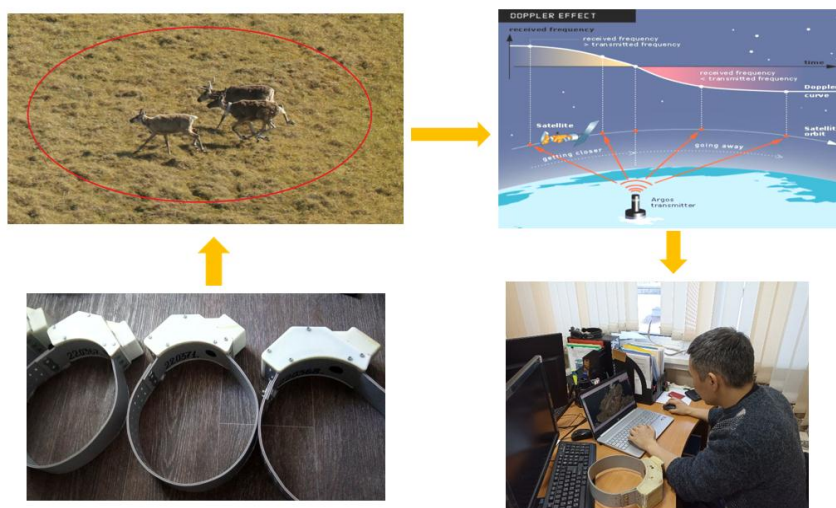 DOPPLER EFFECT
received frequency
received frequency
> transmitted frequency
time
received frequency
< transmitted frequency
Doppler
curve
Satellite
Satellit
orbit
getting closer
going away
Argos
transmitter